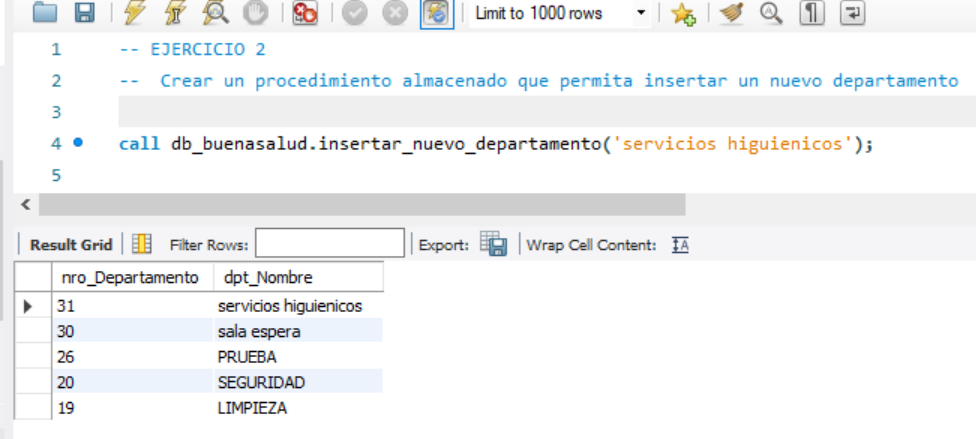 Limit to 1000 rows
1 -- EJERCICIO 2
2 -- Crear un procedimiento almacenado que permita insertar un nuevo departamento
3
4 call db_buenasalud.insertar_nuevo_departamento('servicios higuienicos');
5
Result Grid Filter Rows: Export: Wrap Cell Content:
nro_Departamento dpt_Nombre
31 servicios higuienicos
30 sala espera
26 PRUEBA
20 SEGURIDAD
19 LIMPIEZA